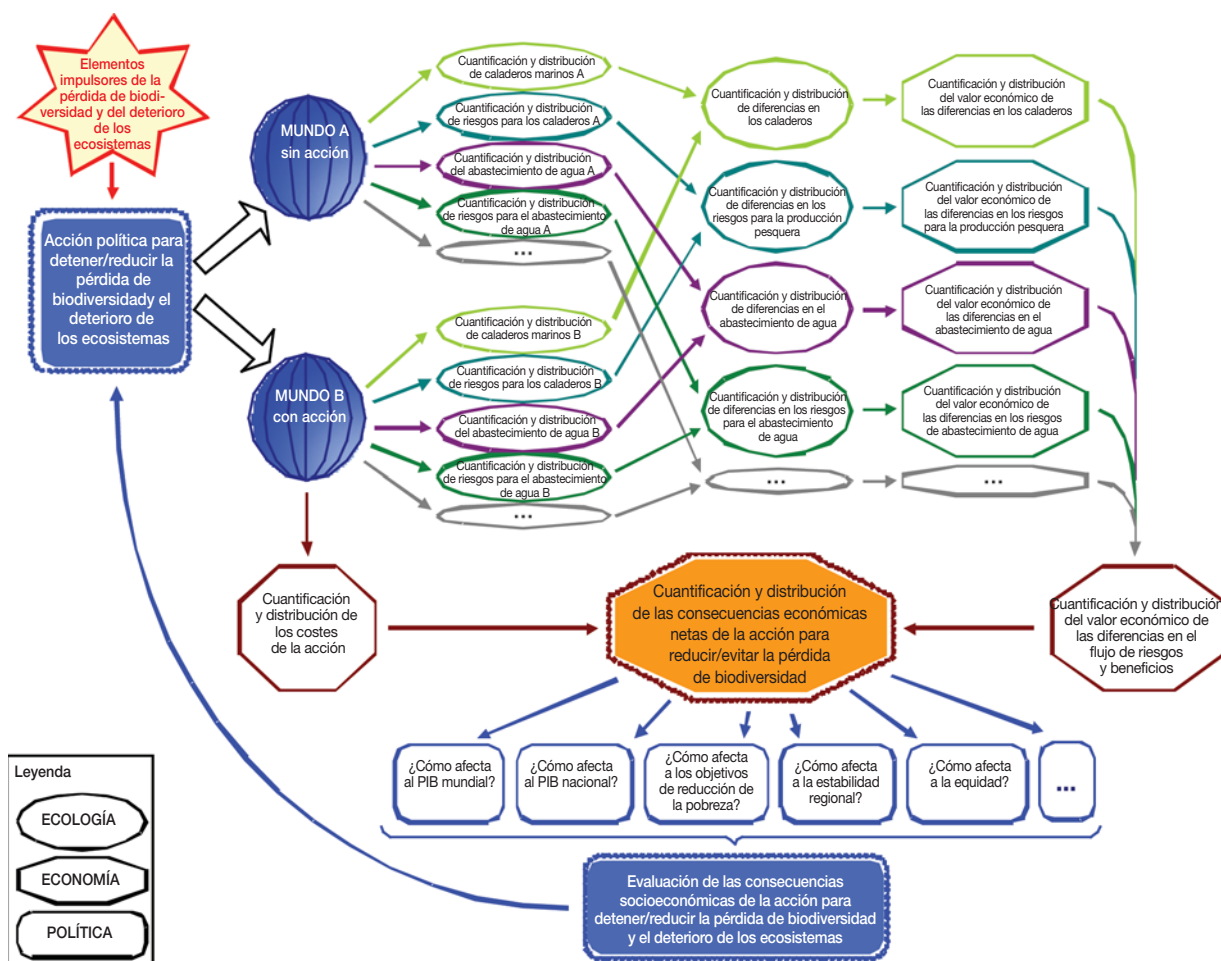 Elementos
impulsores de la
pérdida de biodi-
versidad y del deterioro
de los
ecosistemas
Acción política para
detener/reducir la
pérdida de
biodiversidady el
deterioro de
los ecosistemas
MUNDO A
sin acción
MUNDO B
con acción
Cuantificación y distribución
de caladeros marinos A
Cuantificación y distribución
de riesgos para los caladeros A
Cuantificación y distribución
del abastecimiento de agua A
Cuantificación y distribución
de riesgos para el abastecimiento
de agua A
...
Cuantificación y distribución
de caladeros marinos B
Cuantificación y distribución
de riesgos para los caladeros B
Cuantificación y distribución
del abastecimiento de agua B
Cuantificación y distribución
de riesgos para el abastecimiento
de agua B
...
Cuantificación y distribución
de diferencias en
los caladeros
Cuantificación y distribución
de diferencias en los
riesgos para la producción
pesquera
Cuantificación y distribución
de diferencias en el
abastecimiento de agua
Cuantificación y distribución
de diferencias en los riesgos
para el abastecimiento
de agua
...
Cuantificación y distribución
del valor económico de
las diferencias en los caladeros
Cuantificación y distribución
del valor económico de
las diferencias en los riesgos
para la producción pesquera
Cuantificación y distribución
del valor económico de
las diferencias en el
abastecimiento de agua
Cuantificación y distribución
del valor económico de
las diferencias en los riesgos
de abastecimiento de agua
...
Cuantificación
y distribución de
los costes
de la acción
Cuantificación y distribución
de las consecuencias económicas
netas de la acción para
reducir/evitar la pérdida
de biodiversidad
Cuantificación y distribución
del valor económico de
las diferencias en el
flujo de riesgos
y beneficios
¿Cómo afecta
al PIB mundial?
¿Cómo afecta
al PIB nacional?
¿Cómo afecta
a los objetivos
de reducción de
la pobreza?
¿Cómo afecta
a la estabilidad
regional?
¿Cómo afecta
a la equidad?
...
Evaluación de las consecuencias
socioeconómicas de la acción para
detener/reducir la pérdida de biodiversidad
y el deterioro de los ecosistemas
Leyenda
ECOLOGÍA
ECONOMÍA
POLÍTICA